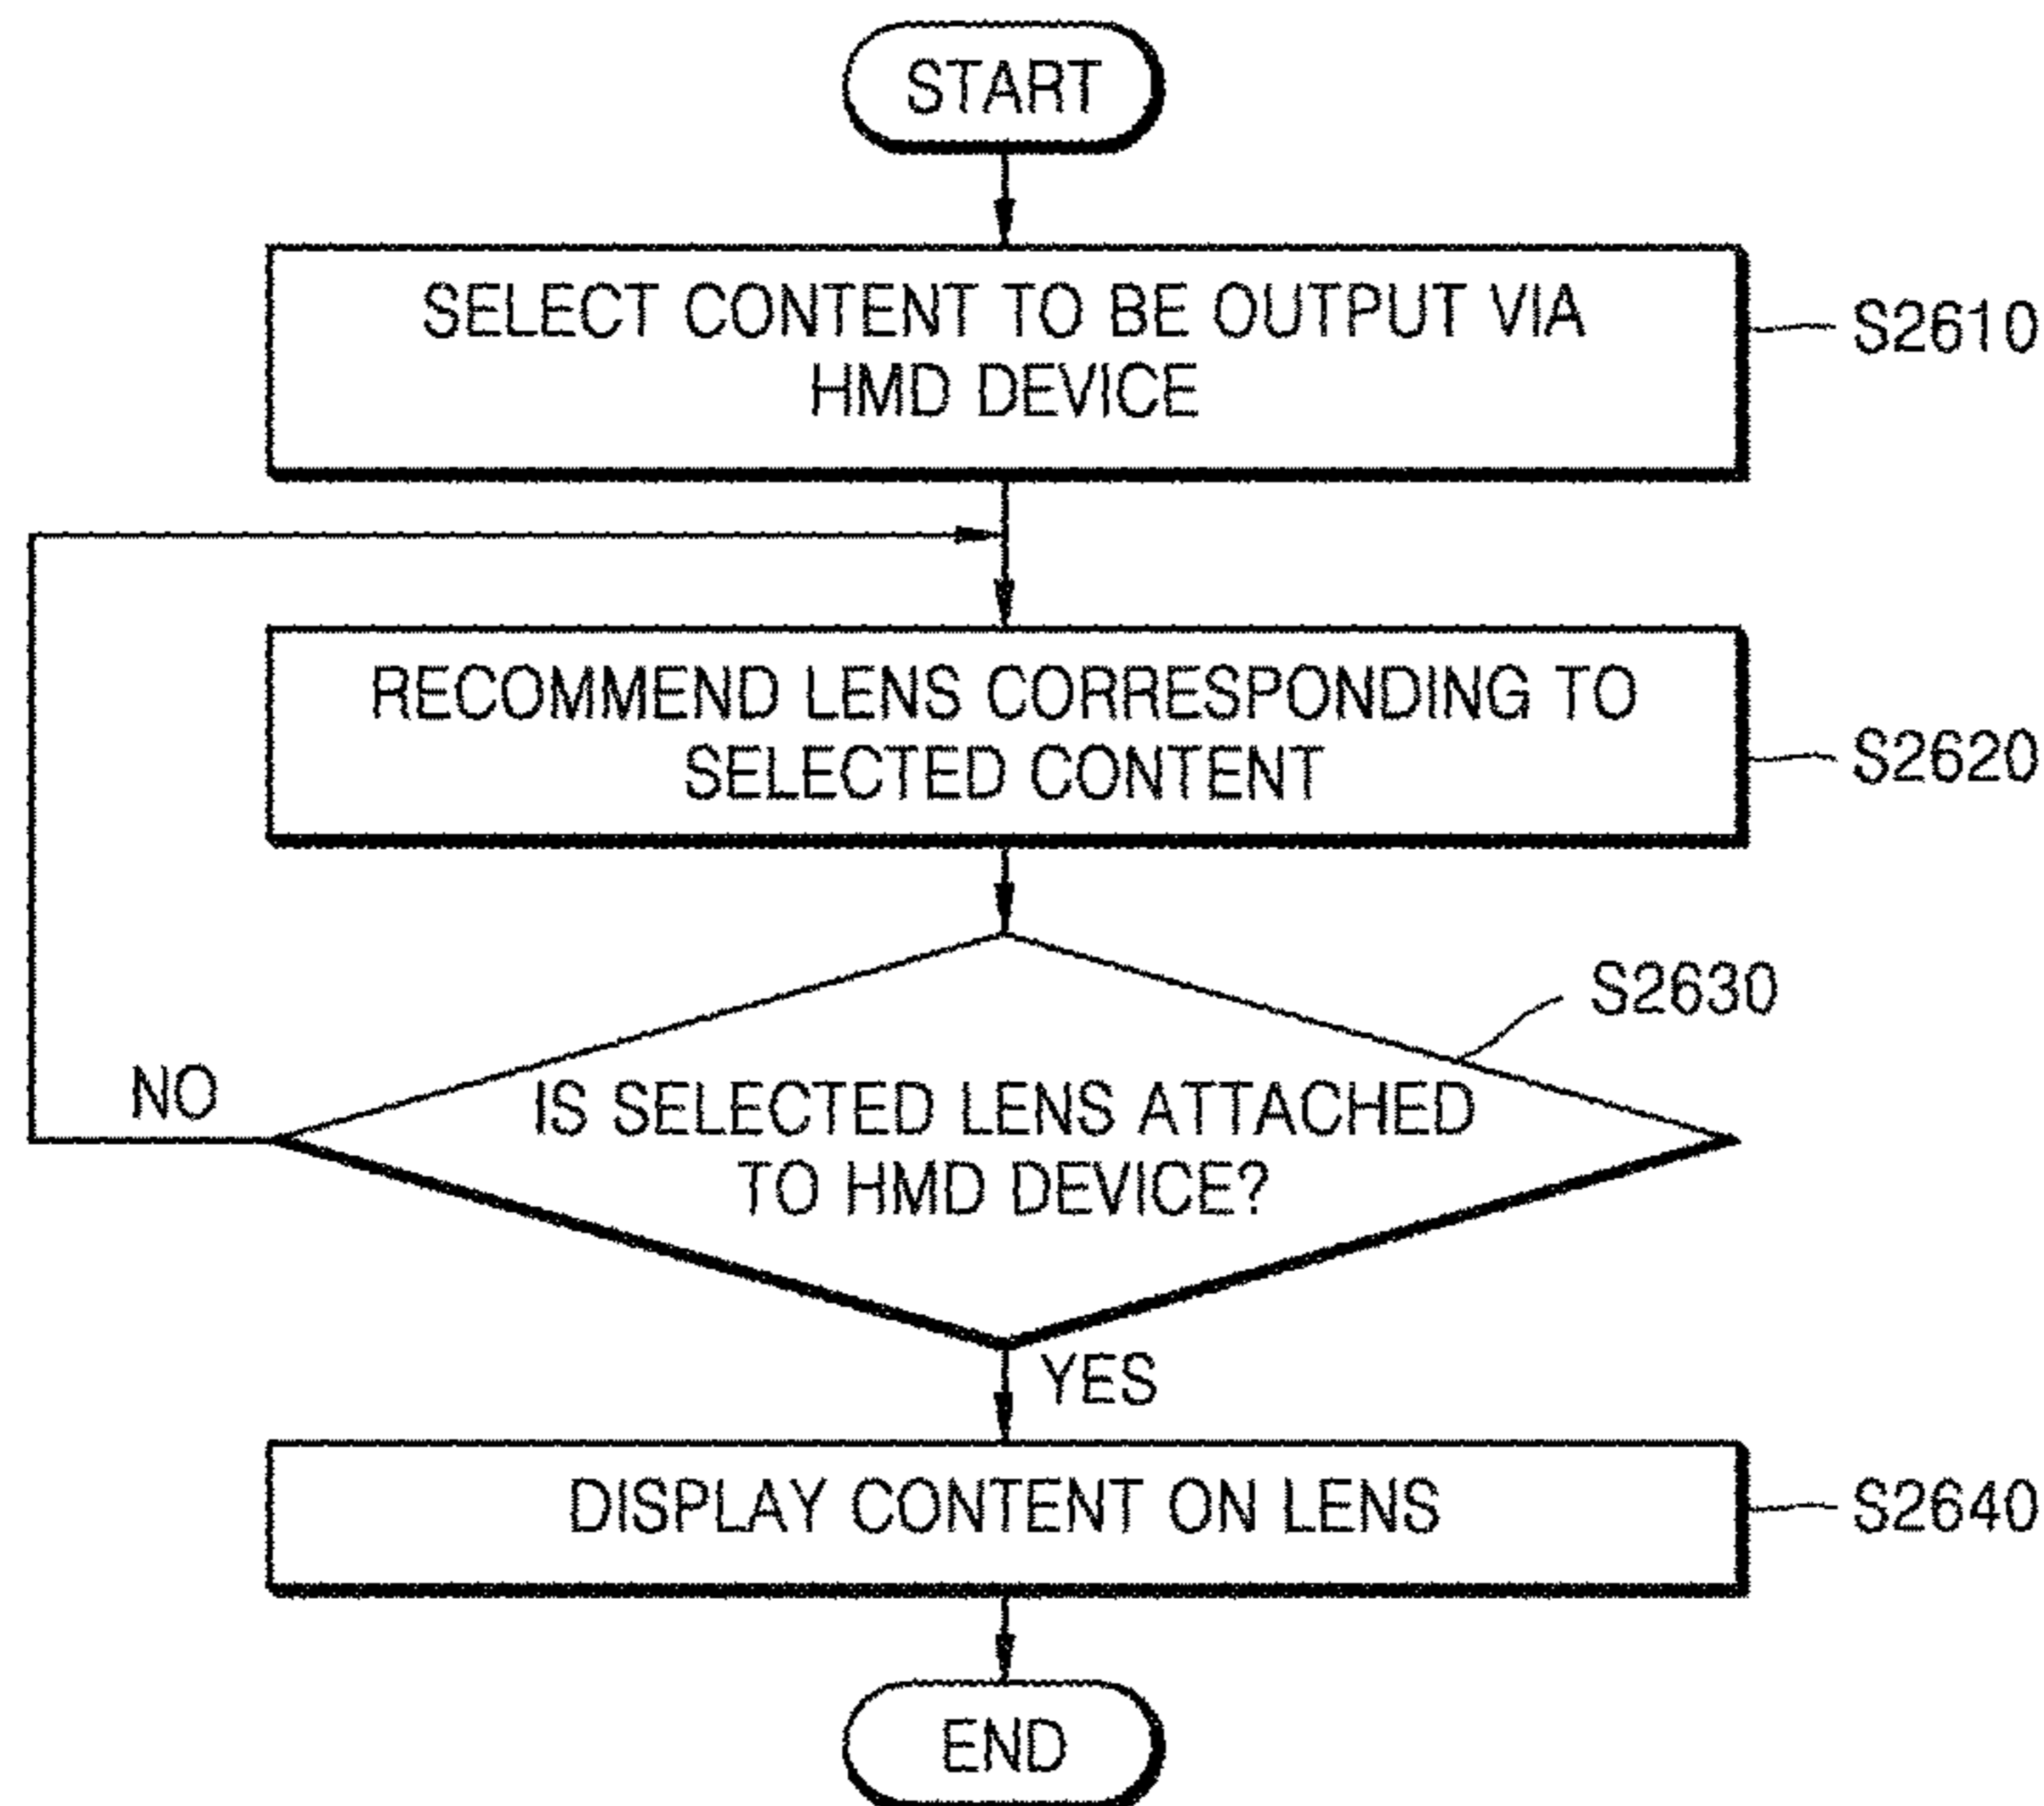 START
SELECT CONTENT TO BE OUTPUT VIA
HMD DEVICE
S2610
RECOMMEND LENS CORRESPONDING TO
SELECTED CONTENT
S2620
S2630
NO
IS SELECTED LENS ATTACHED
TO HMD DEVICE?
YES
DISPLAY CONTENT ON LENS
S2640
END